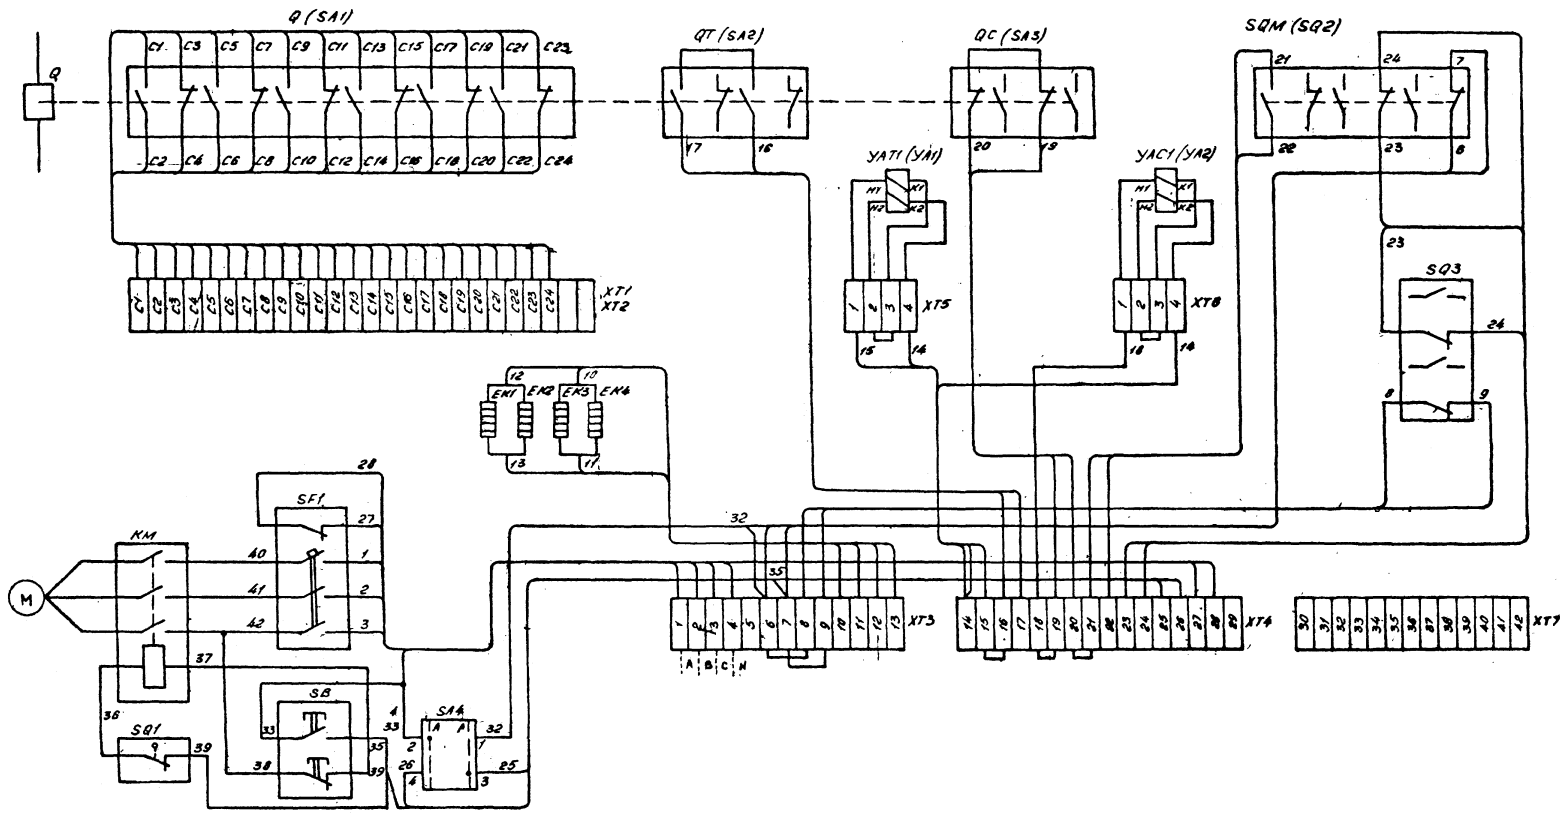 Q (SA1)
QT (SA2)
QC (SA3)
SQM (SQ2)
Q
C1 C3 C5 C7 C9 C11 C13 C15 C17 C19 C21 C23
21 24 7
C2 C4 C6 C8 C10 C12 C14 C16 C18 C20 C22 C24
17 16
20 19
22 23 6
YAT1 (YA1)
YAC1 (YA2)
H1 K1
H2 K2
H1 K1
H2 K2
23
SQ3
C1 C2 C3 C4 C5 C6 C7 C8 C9 C10 C11 C12 C13 C14 C15 C16 C17 C18 C19 C20 C21 C22 C23 C24
XT1
XT2
1 2 3 4 XT5
1 2 3 4 XT6
24
15 14
18 14
12 10
EK1 EK2 EK3 EK4
8 9
13 11
28
SF1
27
32
KM
40 1
41 2
42 3
35
M
1 2 3 4 5 6 7 8 9 10 11 12 13 XT3
14 15 16 17 18 19 20 21 22 23 24 25 26 27 28 29 XT4
30 31 32 33 34 35 36 37 38 39 40 41 42 XT7
A B C N
37
SB
36
4
33
33
SA4
A A
32
SQ1
39
35
2 1
38
39
26
4
25
3